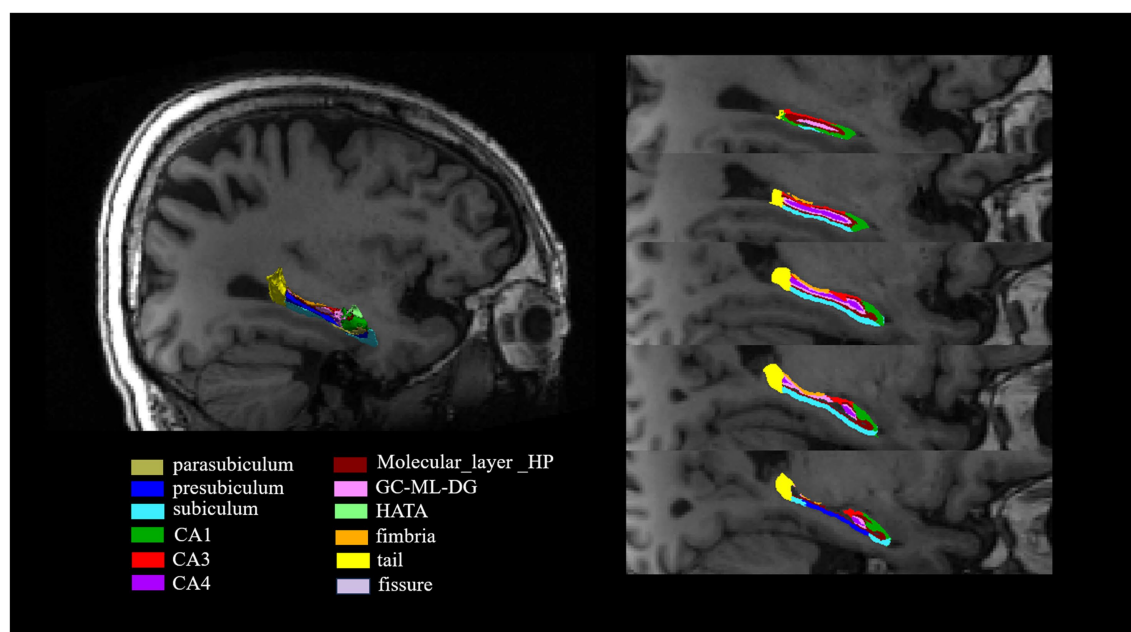 parasubiculum
presubiculum
subiculum
CA1
CA3
CA4
Molecular_layer _HP
GC-ML-DG
HATA
fimbria
tail
fissure